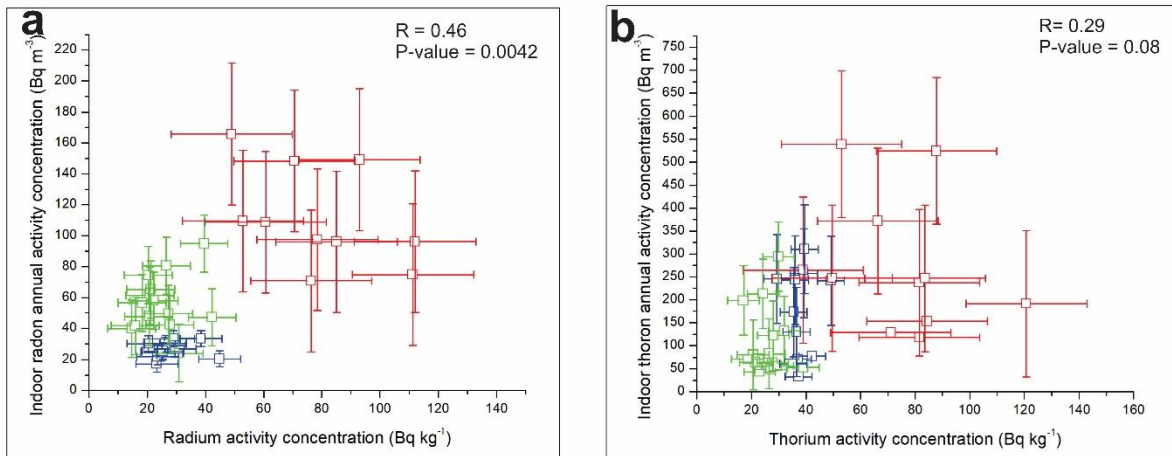 a
R = 0.46
P-value = 0.0042
Indoor radon annual activity concentration (Bq m⁻³)
220
200
180
160
140
120
100
80
60
40
20
0
0 20 40 60 80 100 120 140
Radium activity concentration (Bq kg⁻¹)
b
R= 0.29
P-value = 0.08
Indoor thoron annual activity concentration (Bq m⁻³)
750
700
650
600
550
500
450
400
350
300
250
200
150
100
50
0
0 20 40 60 80 100 120 140 160
Thorium activity concentration (Bq kg⁻¹)